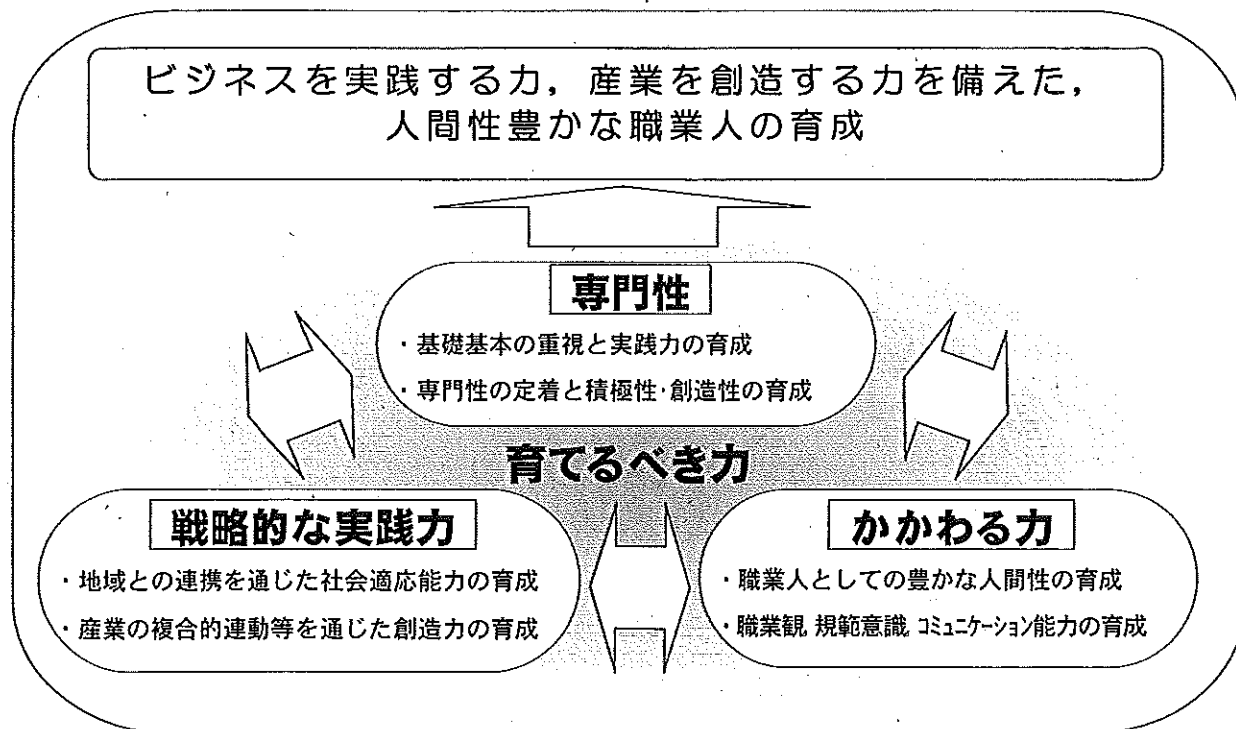 ビジネスを実践する力，産業を創造する力を備えた，
人間性豊かな職業人の育成
専門性
・基礎基本の重視と実践力の育成
・専門性の定着と積極性・創造性の育成
育てるべき力
戦略的な実践力
・地域との連携を通じた社会適応能力の育成
・産業の複合的連動等を通じた創造力の育成
かかわる力
・職業人としての豊かな人間性の育成
・職業観，規範意識，コミュニケーション能力の育成